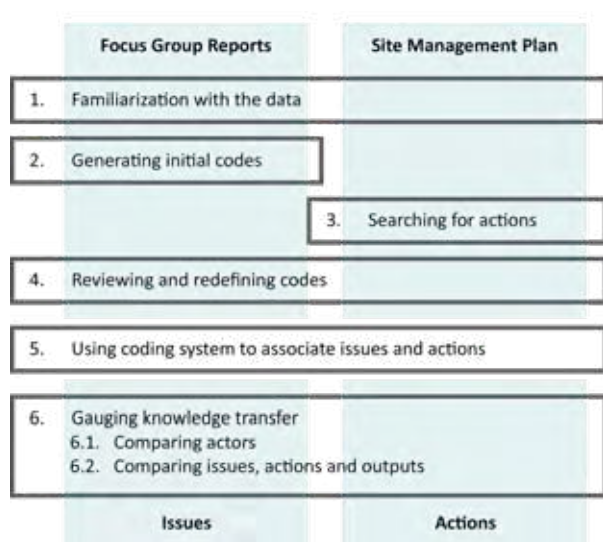 Focus Group Reports Site Management Plan
1. Familiarization with the data
2. Generating initial codes
3. Searching for actions
4. Reviewing and redefining codes
5. Using coding system to associate issues and actions
6. Gauging knowledge transfer
6.1. Comparing actors
6.2. Comparing issues, actions and outputs
Issues Actions